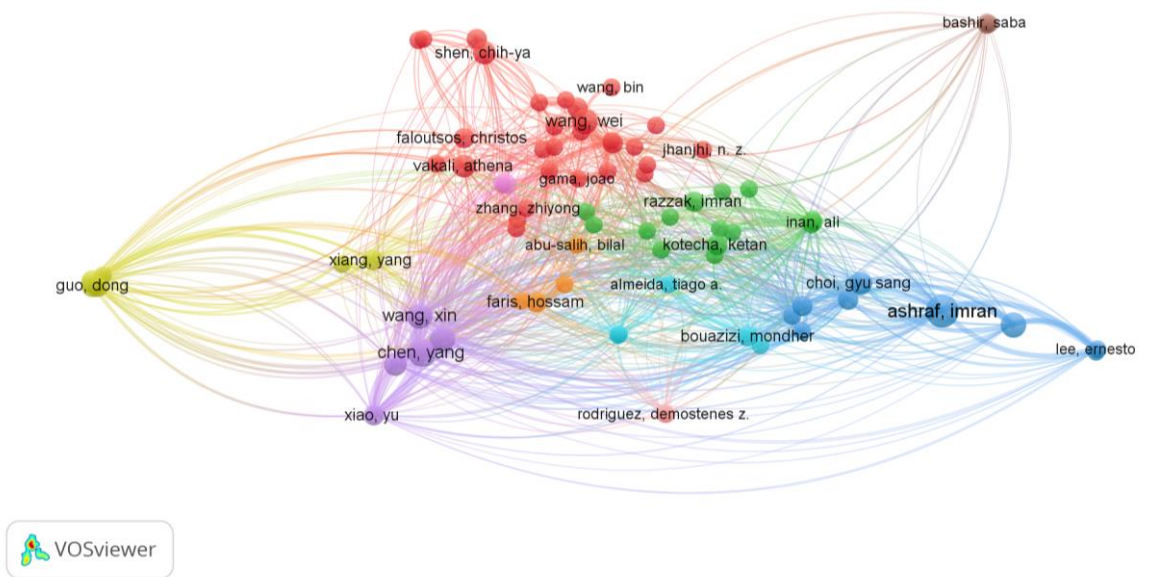 bashir, saba
shen, chih-ya
wang, bin
wang, wei
faloutsos, christos
jhanjhi, n. z.
vakali, athena
gama, joao
razzak, imran
zhang, zhiyong
inan, ali
abu-salih, bilal
kotecha, ketan
xiang, yang
guo, dong
almeida, tiago a.
choi, gyu sang
faris, hossam
ashraf, imran
wang, xin
bouazizi, mondher
lee, ernesto
chen, yang
xiao, yu
rodriguez, demostenes z.
VOSviewer